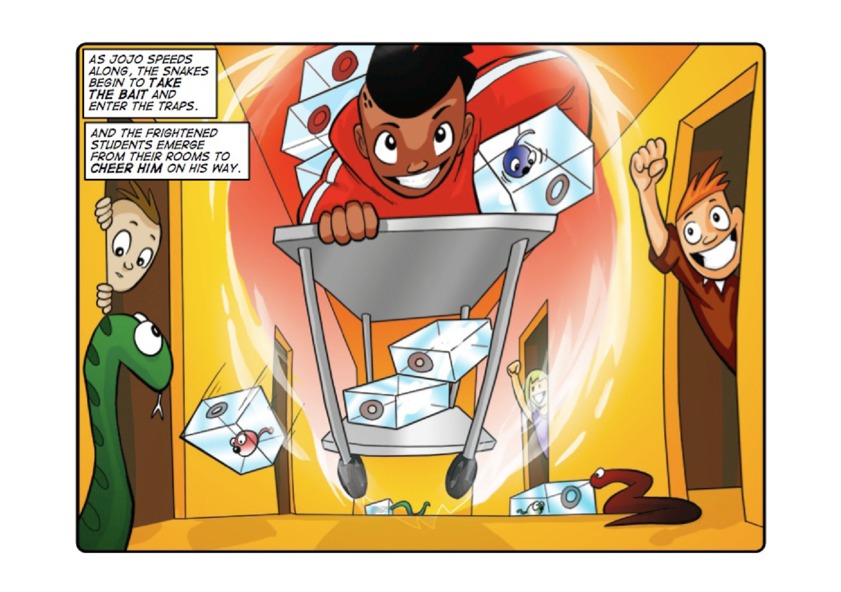 AS JOJO SPEEDS
ALONG, THE SNAKES
BEGIN TO TAKE
THE BAIT AND
ENTER THE TRAPS.
AND THE FRIGHTENED
STUDENTS EMERGE
FROM THEIR ROOMS TO
CHEER HIM ON HIS WAY.